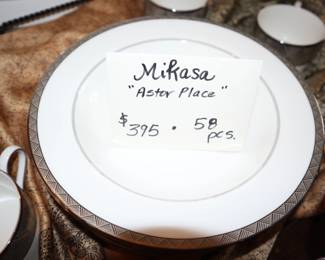 Mikasa
"Aster Place"
$395 • 58 pcs.